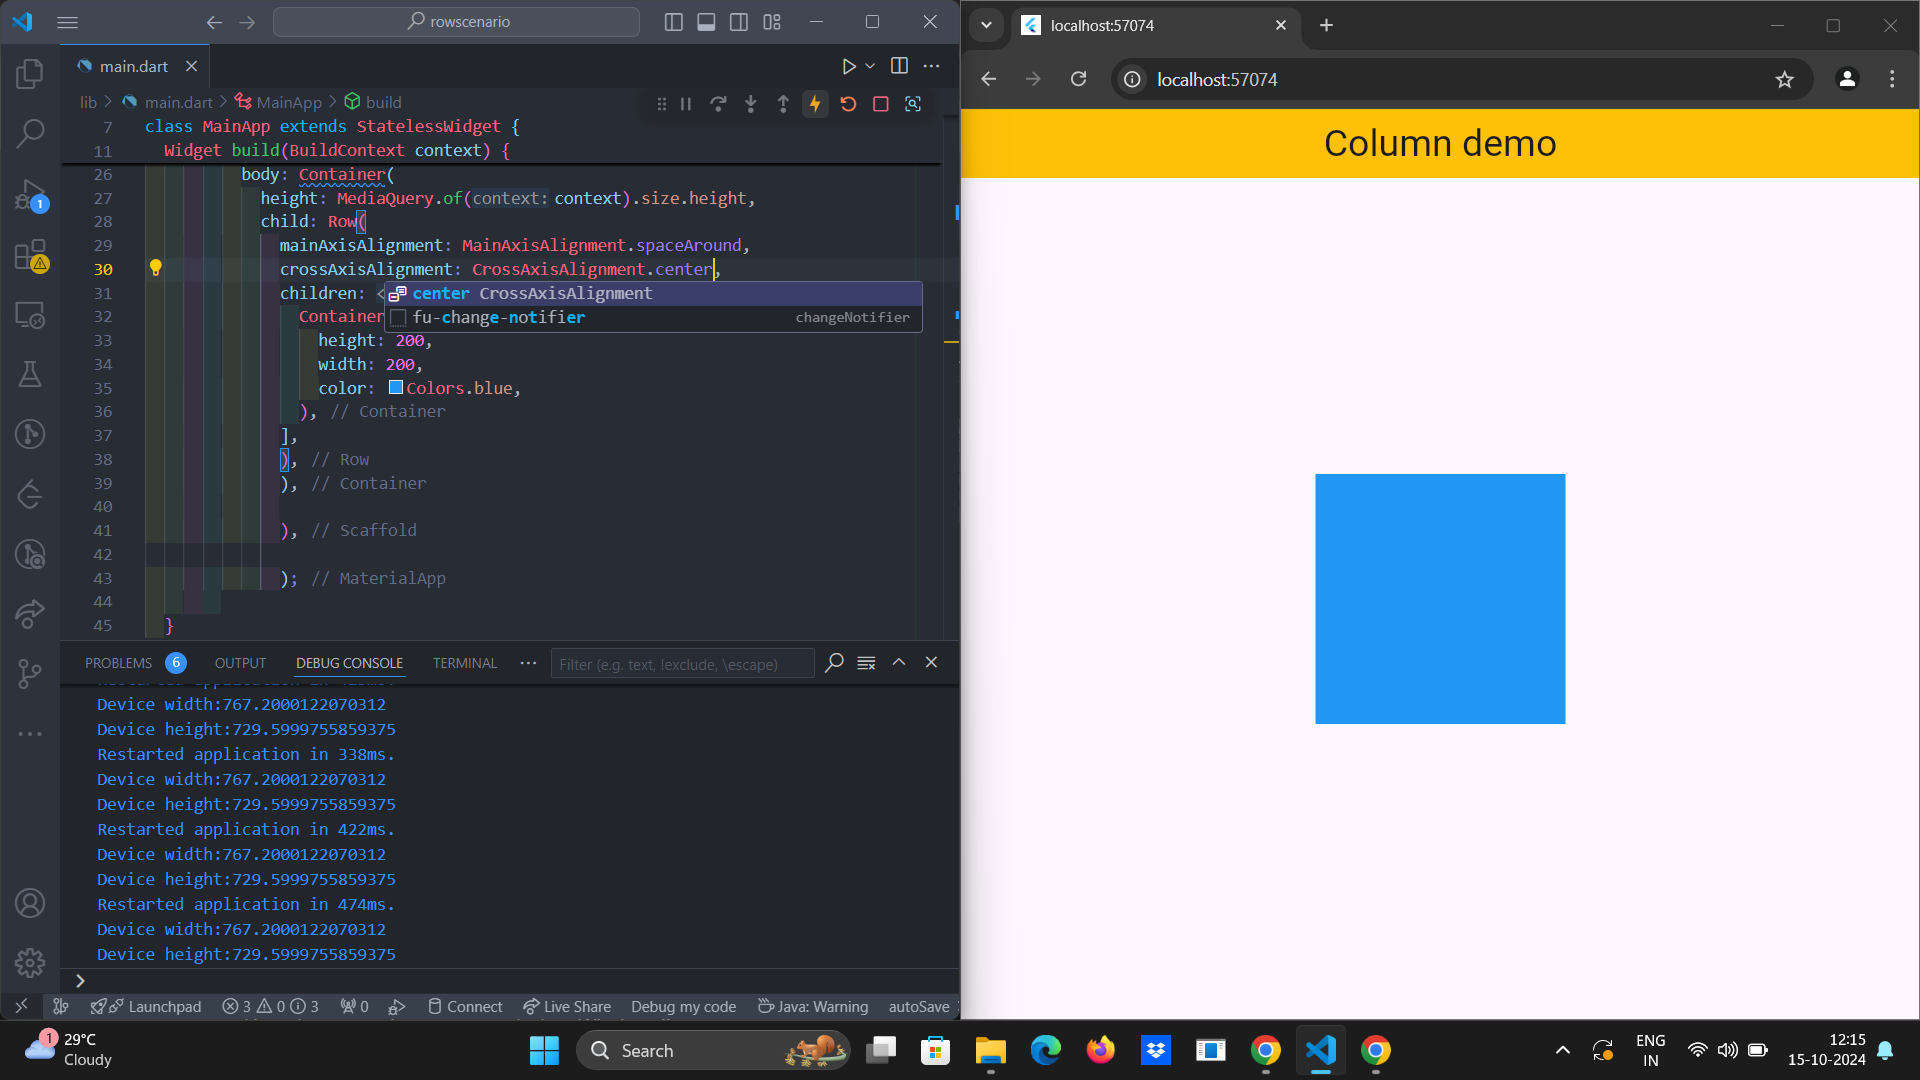 rowscenario
main.dart
lib > main.dart > MainApp > build
7 class MainApp extends StatelessWidget {
11 Widget build(BuildContext context) {
26 body: Container(
27 height: MediaQuery.of(context: context).size.height,
28 child: Row(
29 mainAxisAlignment: MainAxisAlignment.spaceAround,
30 crossAxisAlignment: CrossAxisAlignment.center,
31 children: <
center CrossAxisAlignment
fu-change-notifier changeNotifier
32 Container
33 height: 200,
34 width: 200,
35 color: Colors.blue,
36 ), // Container
37 ],
38 ), // Row
39 ), // Container
40
41 ), // Scaffold
42
43 ); // MaterialApp
44
45 }
1
PROBLEMS 6 OUTPUT DEBUG CONSOLE TERMINAL
Filter (e.g. text, !exclude, \escape)
Device width:767.2000122070312
Device height:729.5999755859375
Restarted application in 338ms.
Device width:767.2000122070312
Device height:729.5999755859375
Restarted application in 422ms.
Device width:767.2000122070312
Device height:729.5999755859375
Restarted application in 474ms.
Device width:767.2000122070312
Device height:729.5999755859375
Launchpad 3 0 3 0 Connect Live Share Debug my code Java: Warning autoSave
localhost:57074
localhost:57074
Column demo
1
29°C
Cloudy
Search
ENG
IN
12:15
15-10-2024